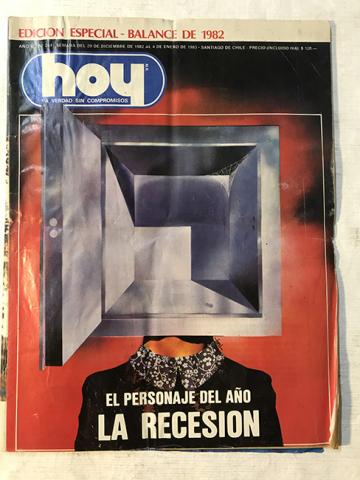 EDICION ESPECIAL - BALANCE DE 1982
SEMANA DEL 29 DE DICIEMBRE DE 1982 AL 4 DE ENERO DE 1983 - SANTIAGO DE CHILE - PRECIO (INCLUIDO IVA): $ 120.—
hoy
LA VERDAD SIN COMPROMISOS
EL PERSONAJE DEL AÑO
LA RECESION